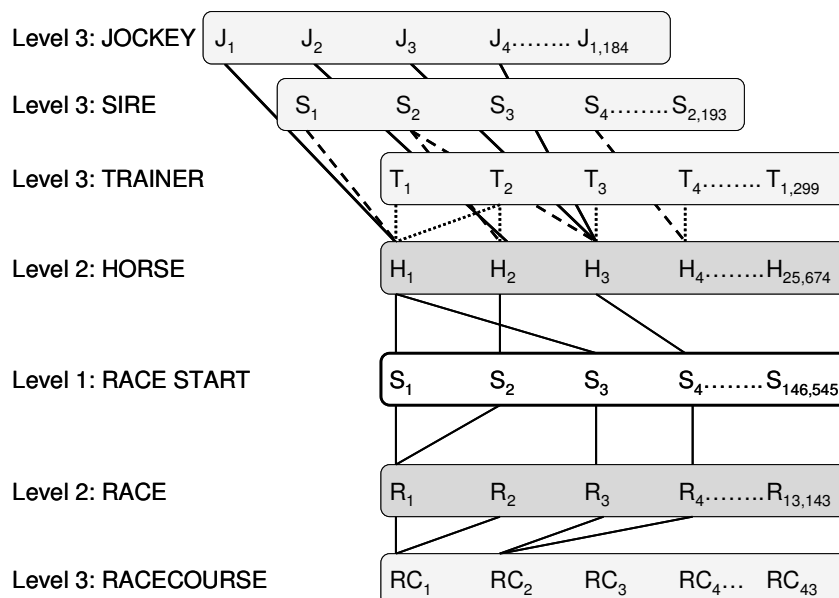 Level 3: JOCKEY J1 J2 J3 J4........ J1,184
Level 3: SIRE S1 S2 S3 S4........ S2,193
Level 3: TRAINER T1 T2 T3 T4........ T1,299
Level 2: HORSE H1 H2 H3 H4........ H25,674
Level 1: RACE START S1 S2 S3 S4........ S146,545
Level 2: RACE R1 R2 R3 R4........ R13,143
Level 3: RACECOURSE RC1 RC2 RC3 RC4... RC43